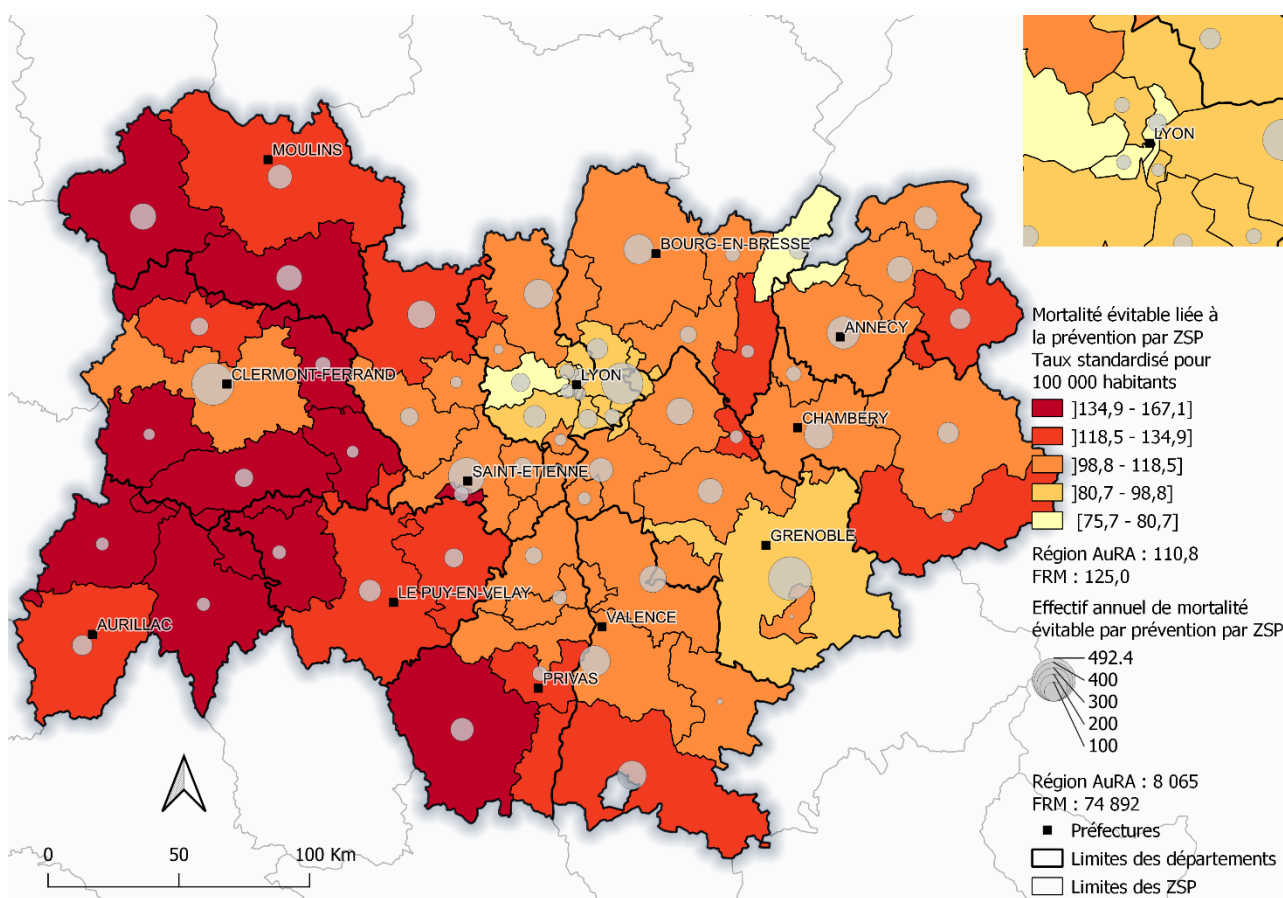 MOULINS
LYON
BOURG-EN-BRESSE
ANNECY
CLERMONT-FERRAND
LYON
CHAMBERY
SAINT-ETIENNE
GRENOBLE
LE PUY-EN-VELAY
VALENCE
AURILLAC
PRIVAS
0 50 100 Km
Mortalité évitable liée à
la prévention par ZSP
Taux standardisé pour
100 000 habitants
]134,9 - 167,1]
]118,5 - 134,9]
]98,8 - 118,5]
]80,7 - 98,8]
[75,7 - 80,7]
Région AuRA : 110,8
FRM : 125,0
Effectif annuel de mortalité
évitable par prévention par ZSP
492.4
400
300
200
100
Région AuRA : 8 065
FRM : 74 892
Préfectures
Limites des départements
Limites des ZSP